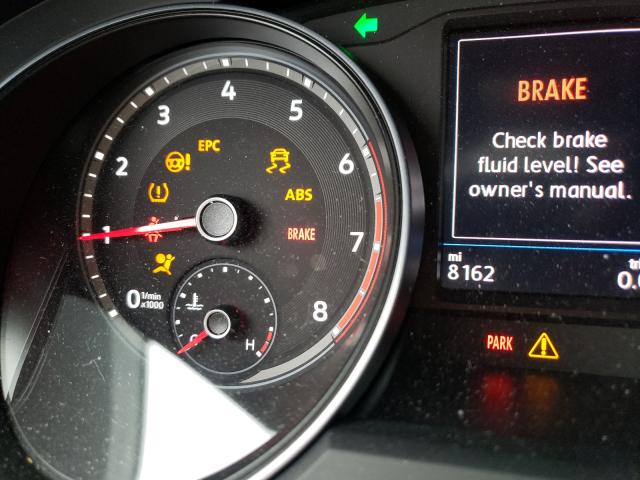 4
3
5
2
6
1
7
0
8
1/min
x1000
EPC
ABS
BRAKE
H
BRAKE
Check brake
fluid level! See
owner's manual.
mi
8162
PARK